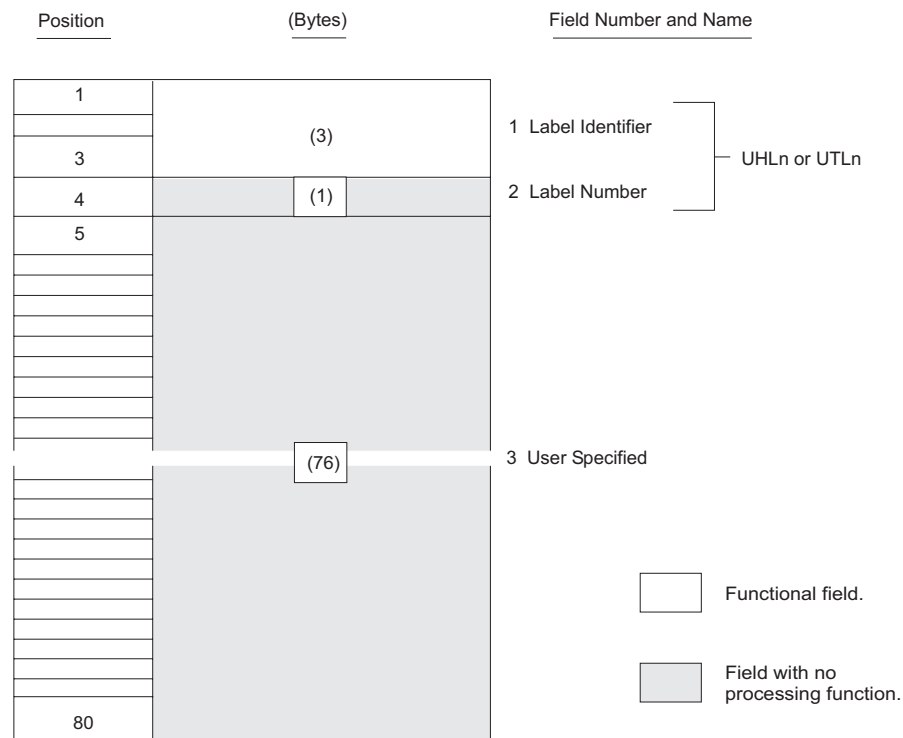 Position (Bytes) Field Number and Name
1
(3)
1 Label Identifier
3
UHLn or UTLn
4 (1) 2 Label Number
5
(76) 3 User Specified
Functional field.
Field with no
processing function.
80